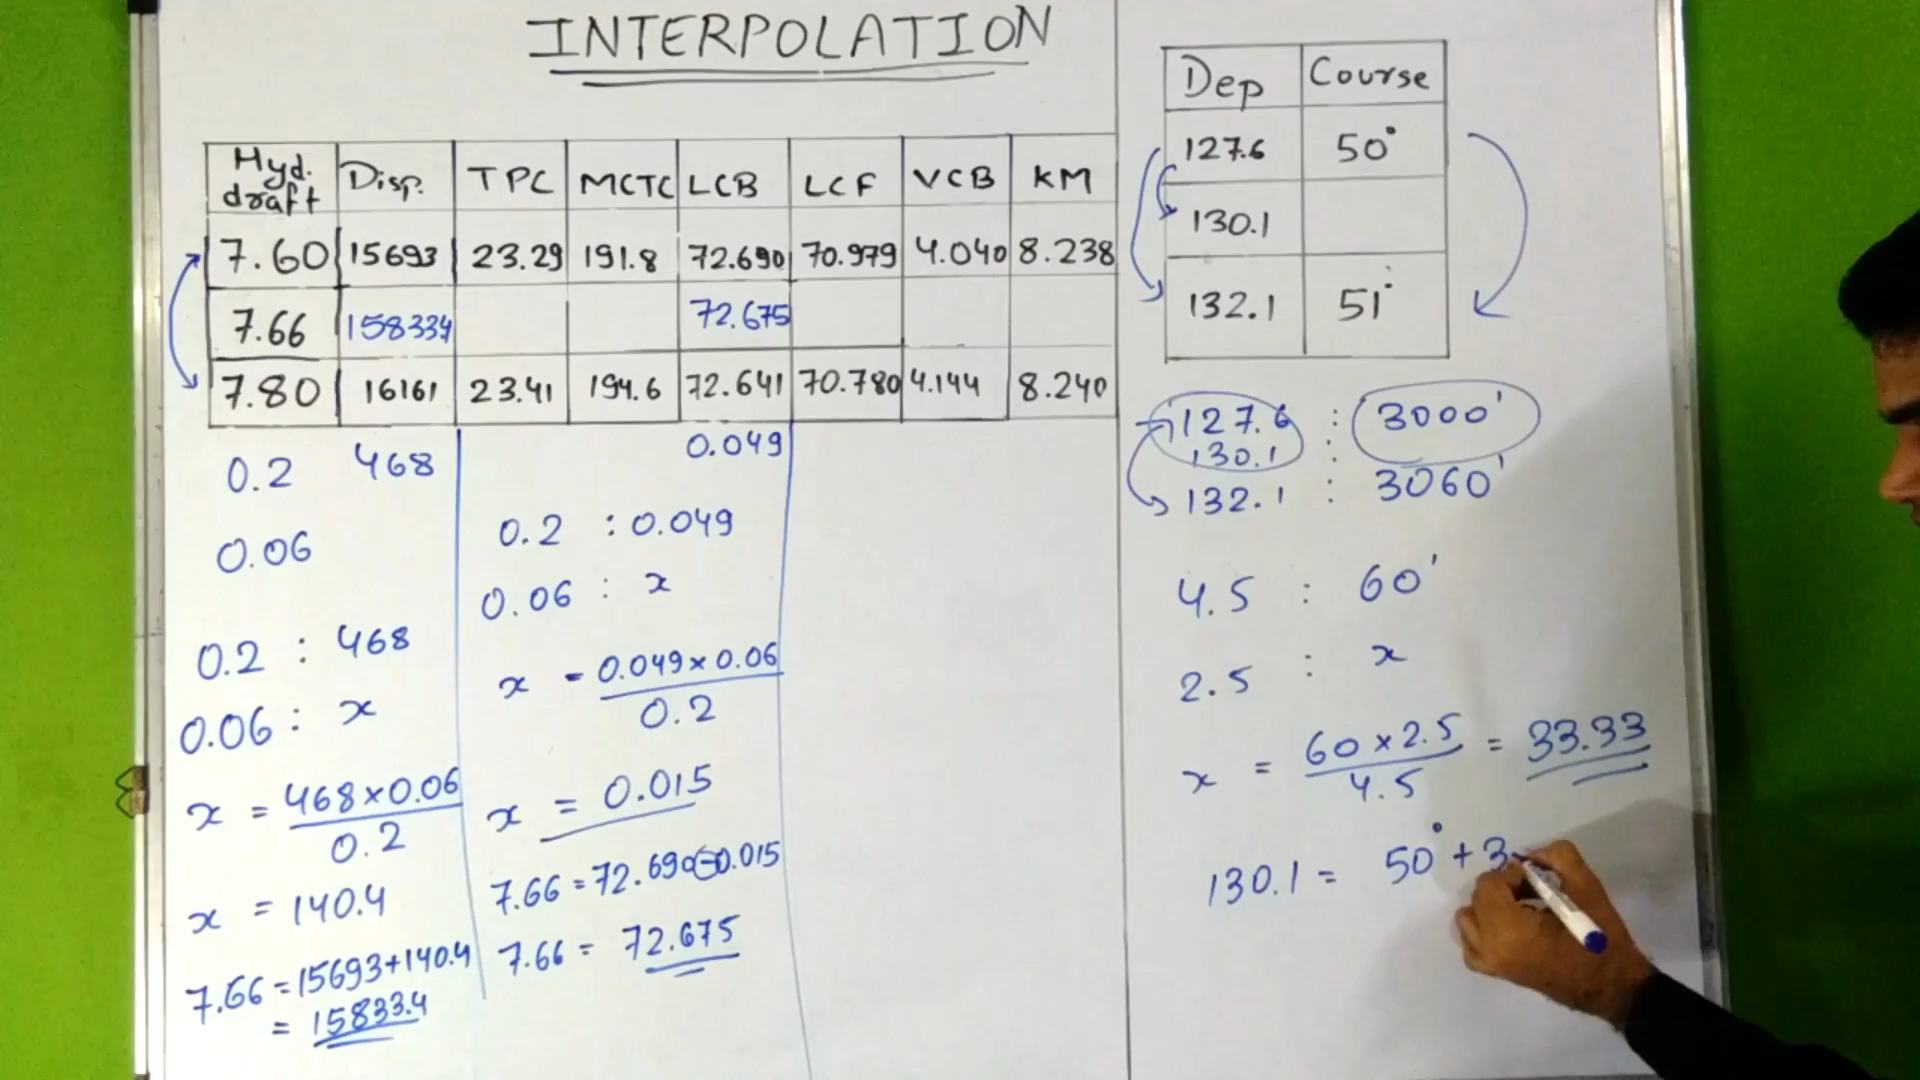 INTERPOLATION
Hyd. draft Disp. TPC MCTC LCB LCF VCB KM
7.60 15693 23.29 191.8 72.690 70.979 4.040 8.238
7.66 15833.4 72.675
7.80 16161 23.41 194.6 72.641 70.780 4.144 8.240
0.2 468
0.06
0.2 : 468
0.06 : x
x = 468×0.06
0.2
x = 140.4
7.66 = 15693+140.4
= 15833.4
0.049
0.2 : 0.049
0.06 : x
x = 0.049×0.06
0.2
x = 0.015
7.66 = 72.690-0.015
7.66 = 72.675
Dep Course
127.6 50°
130.1
132.1 51°
127.6 : 3000'
130.1 :
132.1 : 3060'
4.5 : 60'
2.5 : x
x = 60×2.5 = 33.33
4.5
130.1 = 50° + 3